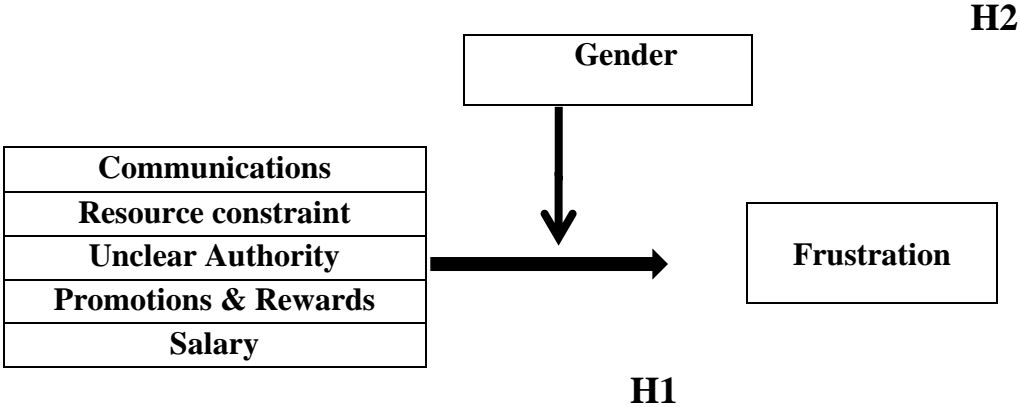 H2
Gender
Communications
Resource constraint
Unclear Authority
Promotions & Rewards
Salary
Frustration
H1